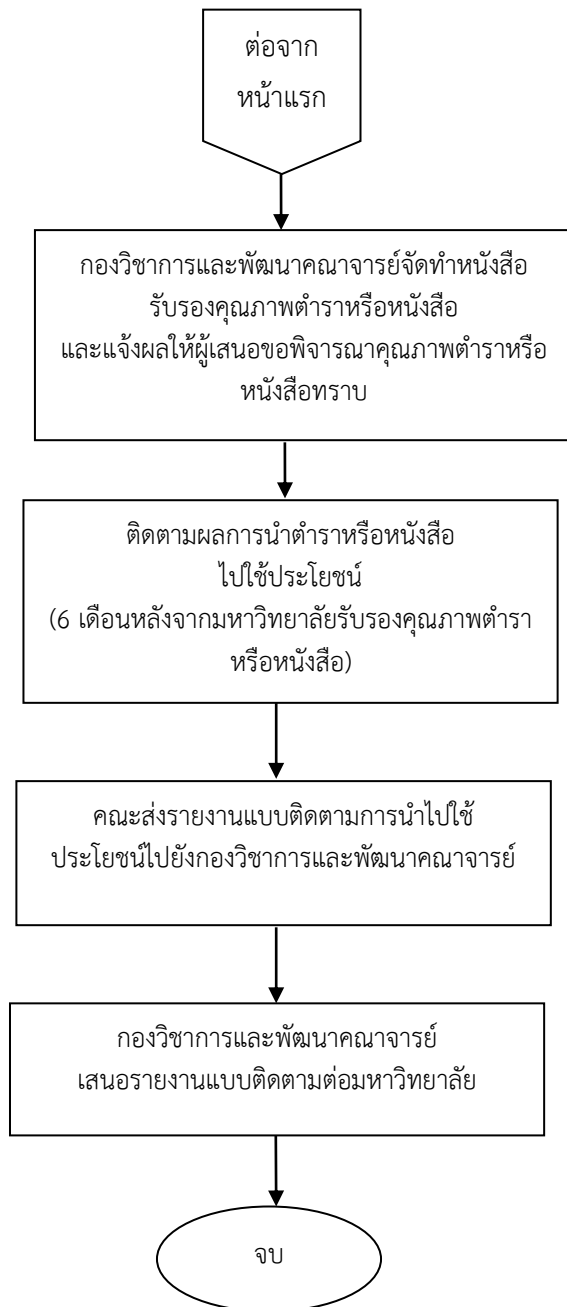 ต่อจาก
หน้าแรก
กองวิชาการและพัฒนาคณาจารย์จัดทำหนังสือ
รับรองคุณภาพตำราหรือหนังสือ
และแจ้งผลให้ผู้เสนอขอพิจารณาคุณภาพตำราหรือ
หนังสือทราบ
ติดตามผลการนำตำราหรือหนังสือ
ไปใช้ประโยชน์
(6 เดือนหลังจากมหาวิทยาลัยรับรองคุณภาพตำรา
หรือหนังสือ)
คณะส่งรายงานแบบติดตามการนำไปใช้
ประโยชน์ไปยังกองวิชาการและพัฒนาคณาจารย์
กองวิชาการและพัฒนาคณาจารย์
เสนอรายงานแบบติดตามต่อมหาวิทยาลัย
จบ